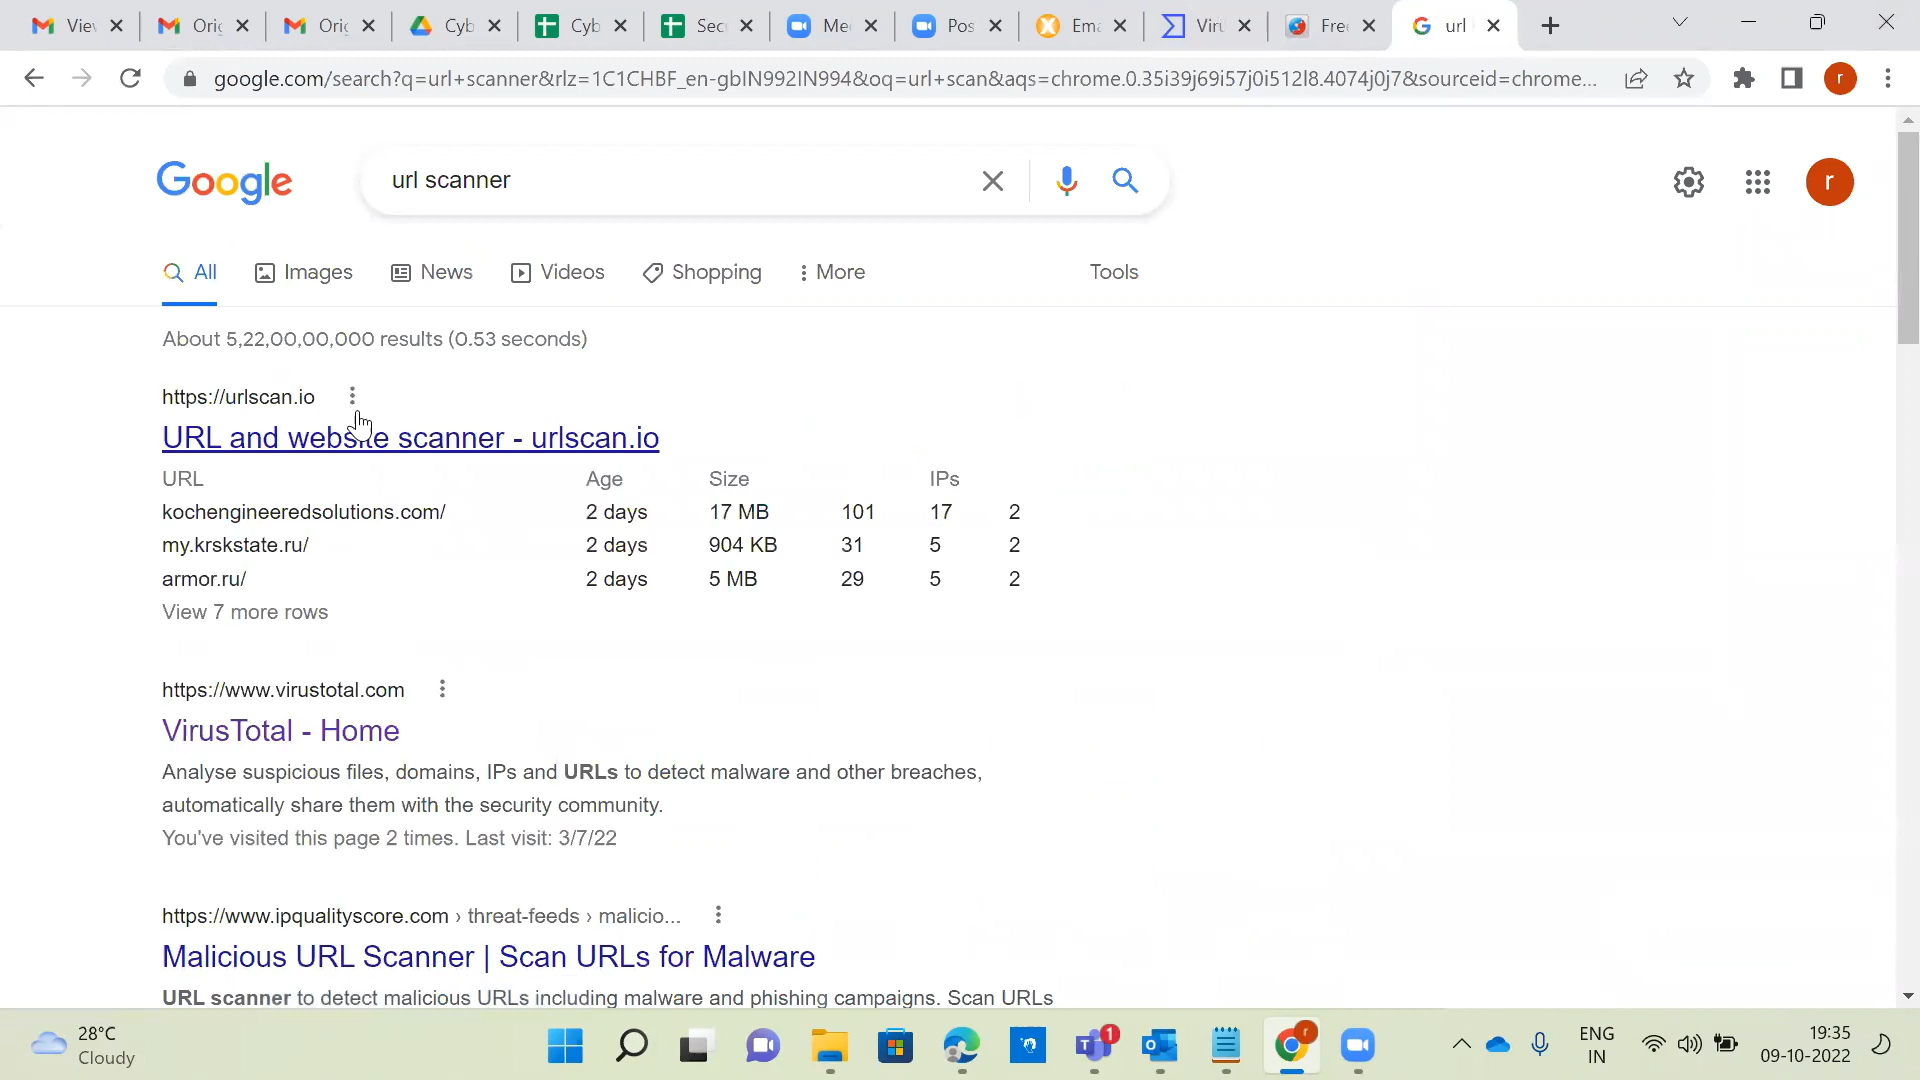 Viev
Orig
Orig
Cyb
Cyb
Sec
Me
Pos
Ema
Viru
Free
url
google.com/search?q=url+scanner&rlz=1C1CHBF_en-gbIN992IN994&oq=url+scan&aqs=chrome.0.35i39j69i57j0i512l8.4074j0j7&sourceid=chrome...
r
Google
url scanner
r
All
Images
News
Videos
Shopping
More
Tools
About 5,22,00,00,000 results (0.53 seconds)
https://urlscan.io
URL and website scanner - urlscan.io
URL Age Size IPs
kochengineeredsolutions.com/ 2 days 17 MB 101 17 2
my.krskstate.ru/ 2 days 904 KB 31 5 2
armor.ru/ 2 days 5 MB 29 5 2
View 7 more rows
https://www.virustotal.com
VirusTotal - Home
Analyse suspicious files, domains, IPs and URLs to detect malware and other breaches,
automatically share them with the security community.
You've visited this page 2 times. Last visit: 3/7/22
https://www.ipqualityscore.com › threat-feeds › malicio...
Malicious URL Scanner | Scan URLs for Malware
URL scanner to detect malicious URLs including malware and phishing campaigns. Scan URLs
28°C
Cloudy
1
r
ENG
IN
19:35
09-10-2022